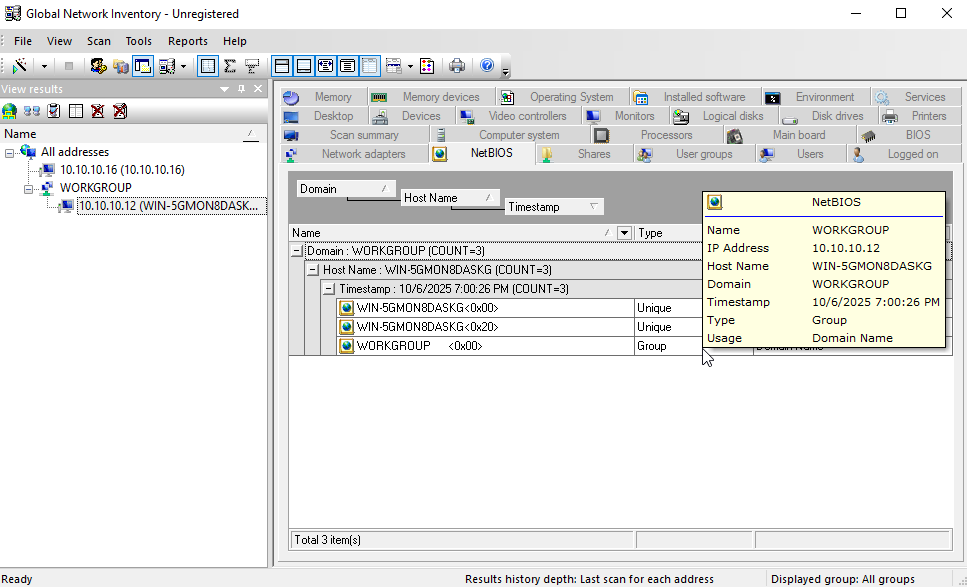 Global Network Inventory - Unregistered
File View Scan Tools Reports Help
View results
Name
All addresses
10.10.10.16 (10.10.10.16)
WORKGROUP
10.10.10.12 (WIN-5GMON8DASK...
Memory Memory devices Operating System Installed software Environment Services
Desktop Devices Video controllers Monitors Logical disks Disk drives Printers
Scan summary Computer system Processors Main board BIOS
Network adapters NetBIOS Shares User groups Users Logged on
Domain
Host Name
Timestamp
Name Type
Domain : WORKGROUP (COUNT=3)
Host Name : WIN-5GMON8DASKG (COUNT=3)
Timestamp : 10/6/2025 7:00:26 PM (COUNT=3)
WIN-5GMON8DASKG<0x00> Unique
WIN-5GMON8DASKG<0x20> Unique
WORKGROUP <0x00> Group Domain Name
NetBIOS
Name WORKGROUP
IP Address 10.10.10.12
Host Name WIN-5GMON8DASKG
Domain WORKGROUP
Timestamp 10/6/2025 7:00:26 PM
Type Group
Usage Domain Name
Total 3 item(s)
Ready Results history depth: Last scan for each address Displayed group: All groups